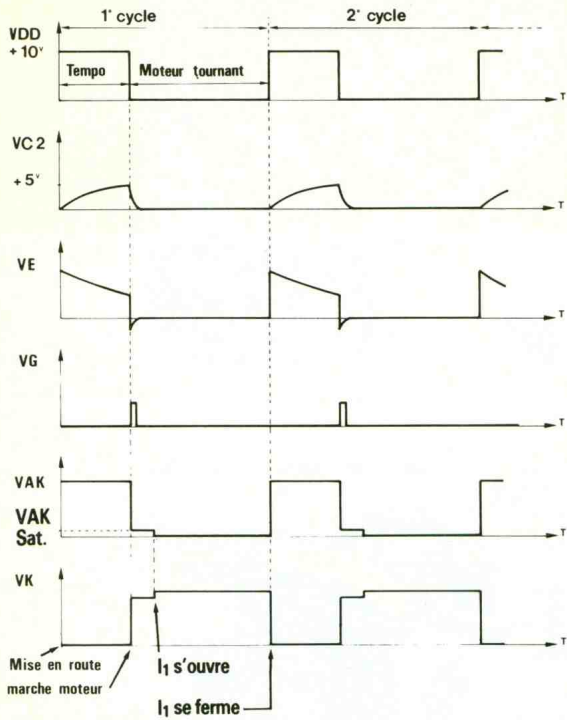 1° cycle
2° cycle
VDD
+ 10v
Tempo
Moteur tournant
T
VC 2
+ 5v
T
VE
T
VG
T
VAK
VAK
Sat.
T
VK
T
Mise en route
marche moteur
I1 s'ouvre
I1 se ferme